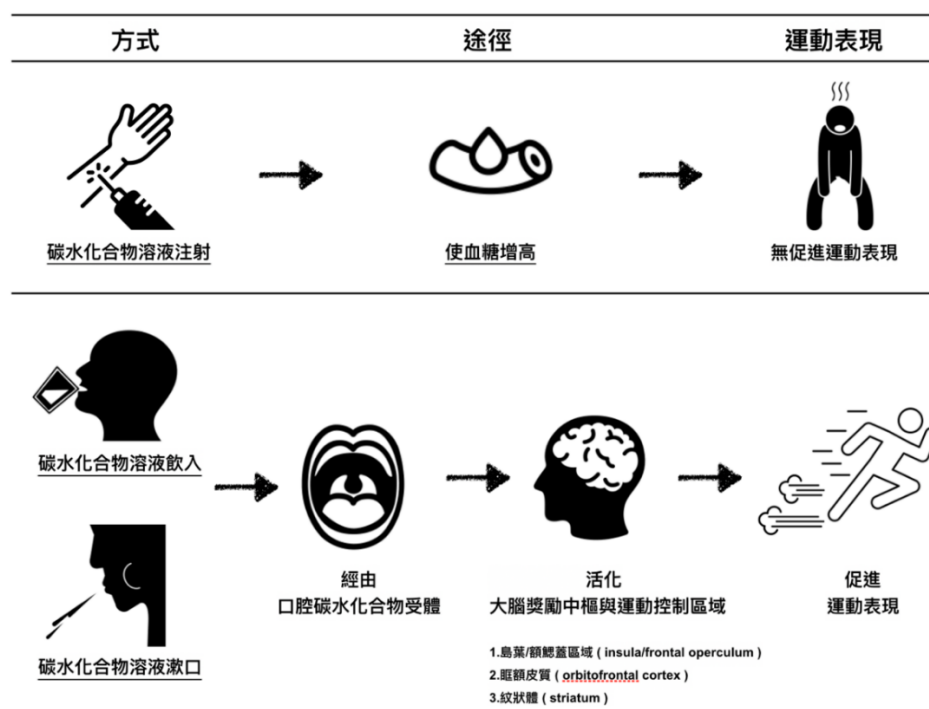 方式
途徑
運動表現
碳水化合物溶液注射
使血糖增高
無促進運動表現
碳水化合物溶液飲入
碳水化合物溶液漱口
經由
口腔碳水化合物受體
活化
大腦獎勵中樞與運動控制區域
1.島葉/額鰓蓋區域 ( insula/frontal operculum )
2.眶額皮質 ( orbitofrontal cortex )
3.紋狀體 ( striatum )
促進
運動表現